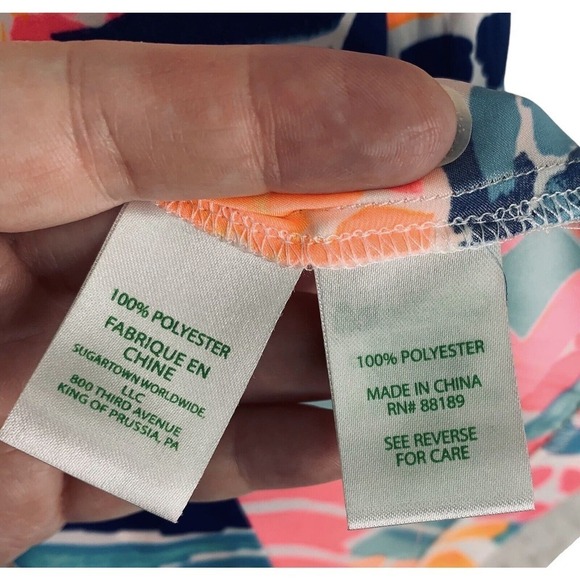 100% POLYESTER
FABRIQUE EN
CHINE
SUGARTOWN WORLDWIDE,
LLC
800 THIRD AVENUE
KING OF PRUSSIA, PA
100% POLYESTER
MADE IN CHINA
RN# 88189
SEE REVERSE
FOR CARE